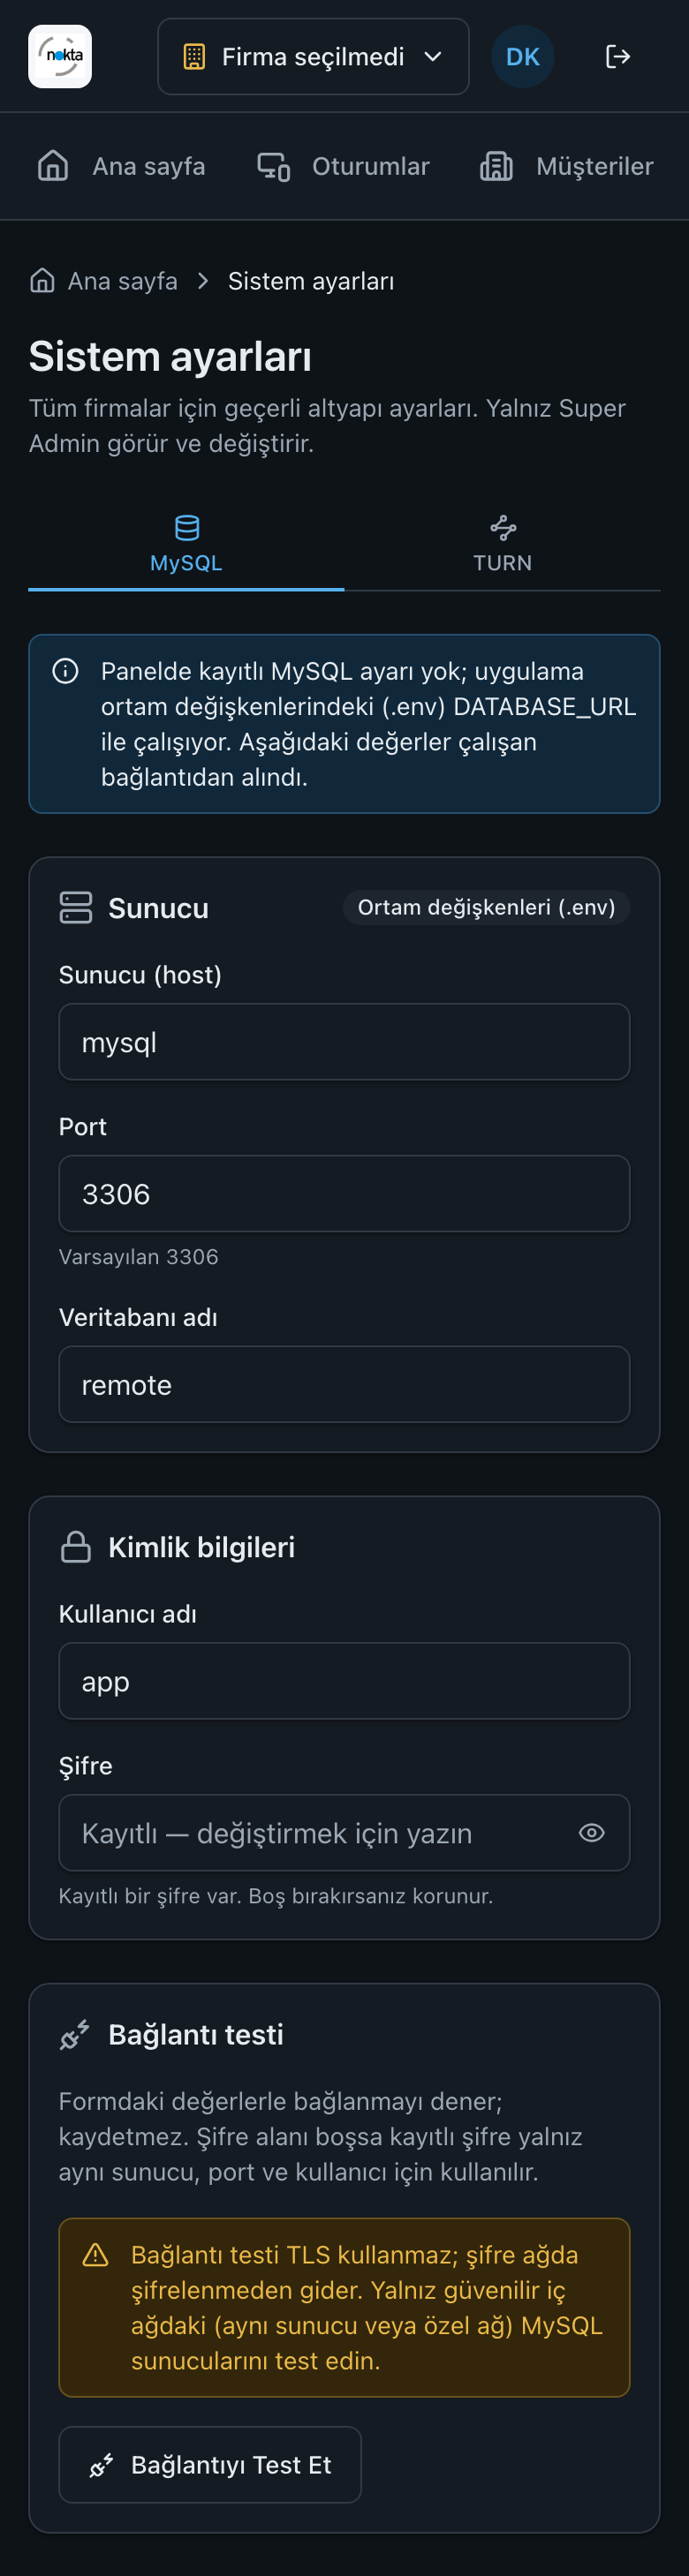 nokta
Firma seçilmedi
DK
Ana sayfa
Oturumlar
Müşteriler
Ana sayfa
Sistem ayarları
Sistem ayarları
Tüm firmalar için geçerli altyapı ayarları. Yalnız Super
Admin görür ve değiştirir.
MySQL
TURN
Panelde kayıtlı MySQL ayarı yok; uygulama
ortam değişkenlerindeki (.env) DATABASE_URL
ile çalışıyor. Aşağıdaki değerler çalışan
bağlantıdan alındı.
Sunucu
Ortam değişkenleri (.env)
Sunucu (host)
mysql
Port
3306
Varsayılan 3306
Veritabanı adı
remote
Kimlik bilgileri
Kullanıcı adı
app
Şifre
Kayıtlı — değiştirmek için yazın
Kayıtlı bir şifre var. Boş bırakırsanız korunur.
Bağlantı testi
Formdaki değerlerle bağlanmayı dener;
kaydetmez. Şifre alanı boşsa kayıtlı şifre yalnız
aynı sunucu, port ve kullanıcı için kullanılır.
Bağlantı testi TLS kullanmaz; şifre ağda
şifrelenmeden gider. Yalnız güvenilir iç
ağdaki (aynı sunucu veya özel ağ) MySQL
sunucularını test edin.
Bağlantıyı Test Et